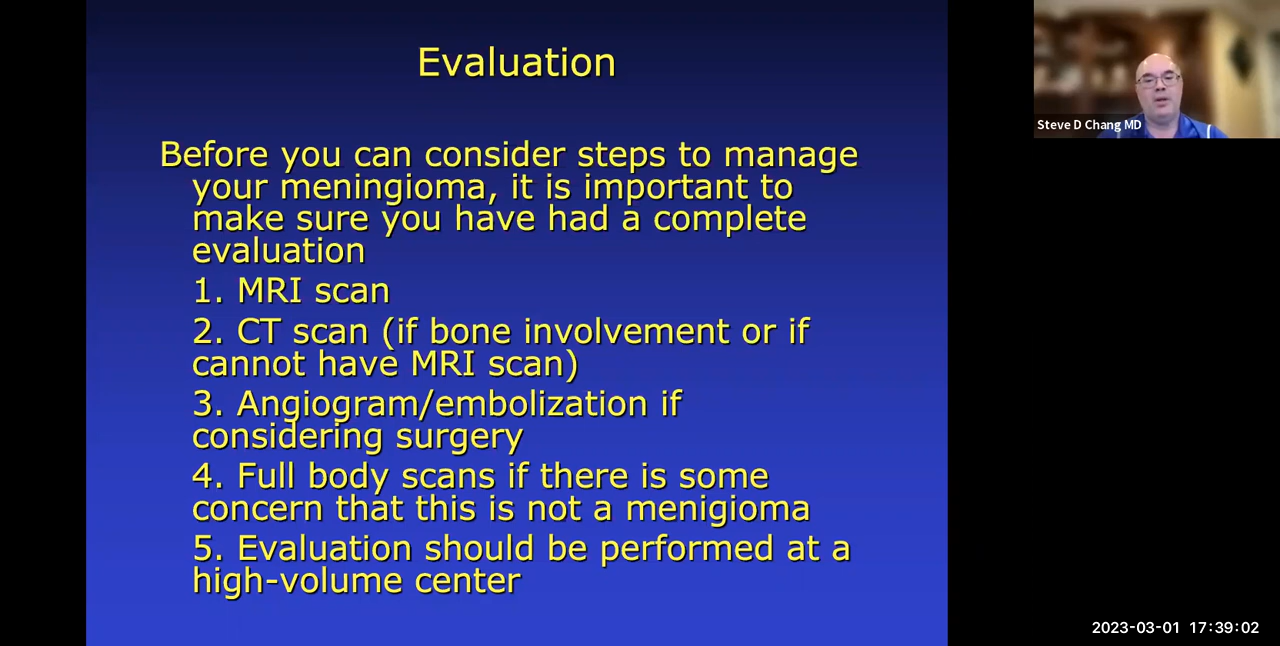 Evaluation
Before you can consider steps to manage
your meningioma, it is important to
make sure you have had a complete
evaluation
1. MRI scan
2. CT scan (if bone involvement or if
cannot have MRI scan)
3. Angiogram/embolization if
considering surgery
4. Full body scans if there is some
concern that this is not a menigioma
5. Evaluation should be performed at a
high-volume center
Steve D Chang MD
2023-03-01 17:39:02